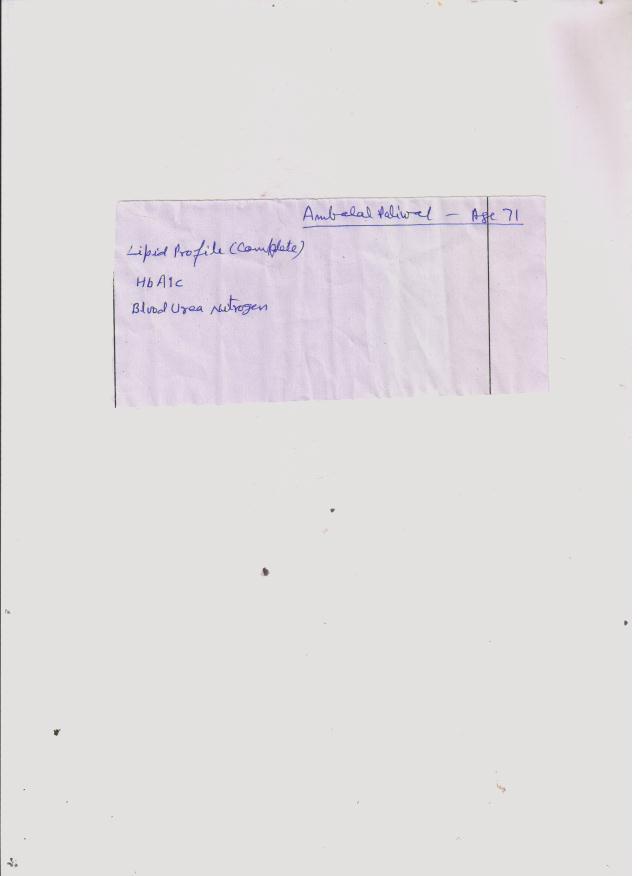 Ambalal Paliwal - Age 71
Lipid Profile (Complete)
HbA1c
Blood Urea Nitrogen